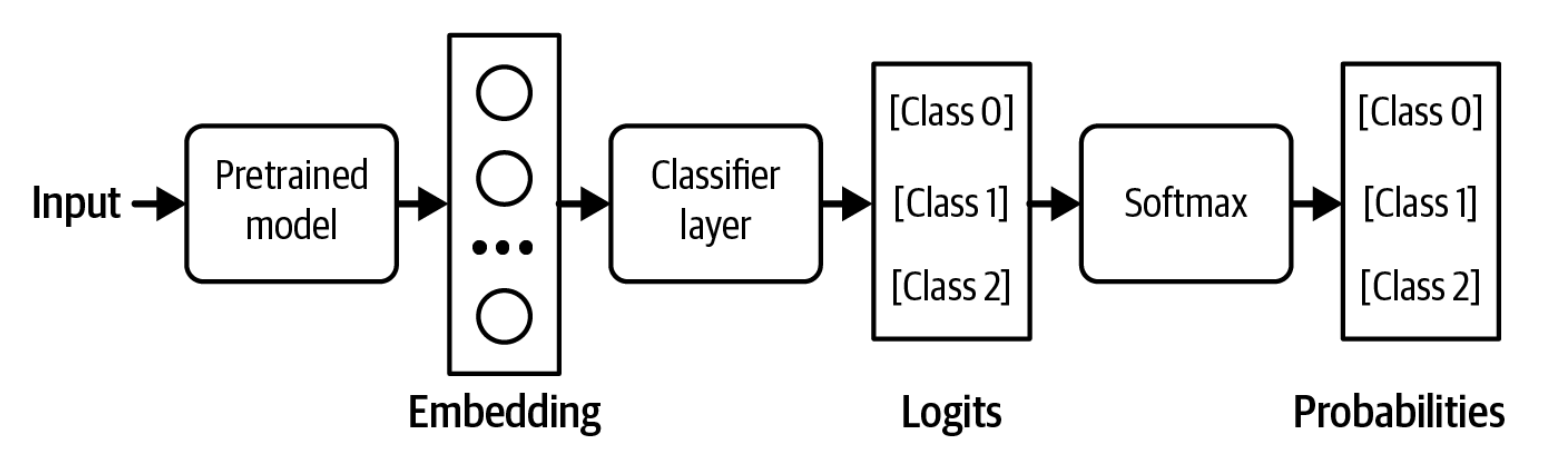 Input
Pretrained
model
Embedding
Classifier
layer
[Class 0]
[Class 1]
[Class 2]
Logits
Softmax
[Class 0]
[Class 1]
[Class 2]
Probabilities